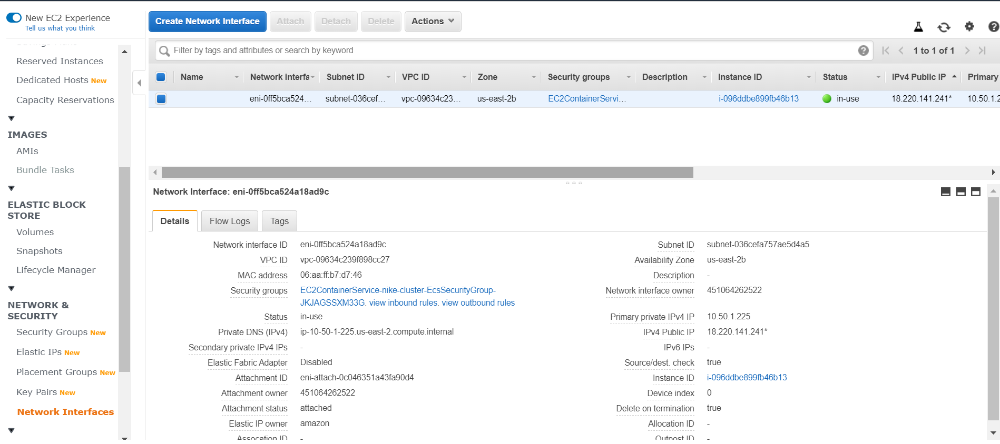 New EC2 Experience
Tell us what you think
Reserved Instances
Dedicated Hosts New
Capacity Reservations
IMAGES
AMIs
Bundle Tasks
ELASTIC BLOCK
STORE
Volumes
Snapshots
Lifecycle Manager
NETWORK &
SECURITY
Security Groups New
Elastic IPs New
Placement Groups New
Key Pairs New
Network Interfaces
Create Network Interface Attach Detach Delete Actions
Filter by tags and attributes or search by keyword
1 to 1 of 1
Name Network interfa Subnet ID VPC ID Zone Security groups Description Instance ID Status IPv4 Public IP Primary
eni-0ff5bca524... subnet-036cef... vpc-09634c23... us-east-2b EC2ContainerServi... i-096ddbe899fb46b13 in-use 18.220.141.241* 10.50.1.2
Network Interface: eni-0ff5bca524a18ad9c
Details Flow Logs Tags
Network interface ID eni-0ff5bca524a18ad9c
Subnet ID subnet-036cefa757ae5d4a5
VPC ID vpc-09634c239f898cc27
Availability Zone us-east-2b
MAC address 06:aa:ff:b7:d7:46
Description -
Security groups EC2ContainerService-nike-cluster-EcsSecurityGroup-
JKJAGSSXM33G. view inbound rules. view outbound rules
Network interface owner 451064262522
Status in-use
Primary private IPv4 IP 10.50.1.225
Private DNS (IPv4) ip-10-50-1-225.us-east-2.compute.internal
IPv4 Public IP 18.220.141.241*
Secondary private IPv4 IPs -
IPv6 IPs -
Elastic Fabric Adapter Disabled
Source/dest. check true
Attachment ID eni-attach-0c046351a43fa90d4
Instance ID i-096ddbe899fb46b13
Attachment owner 451064262522
Device index 0
Attachment status attached
Delete on termination true
Elastic IP owner amazon
Allocation ID -
Assocation ID -
Outpost ID -